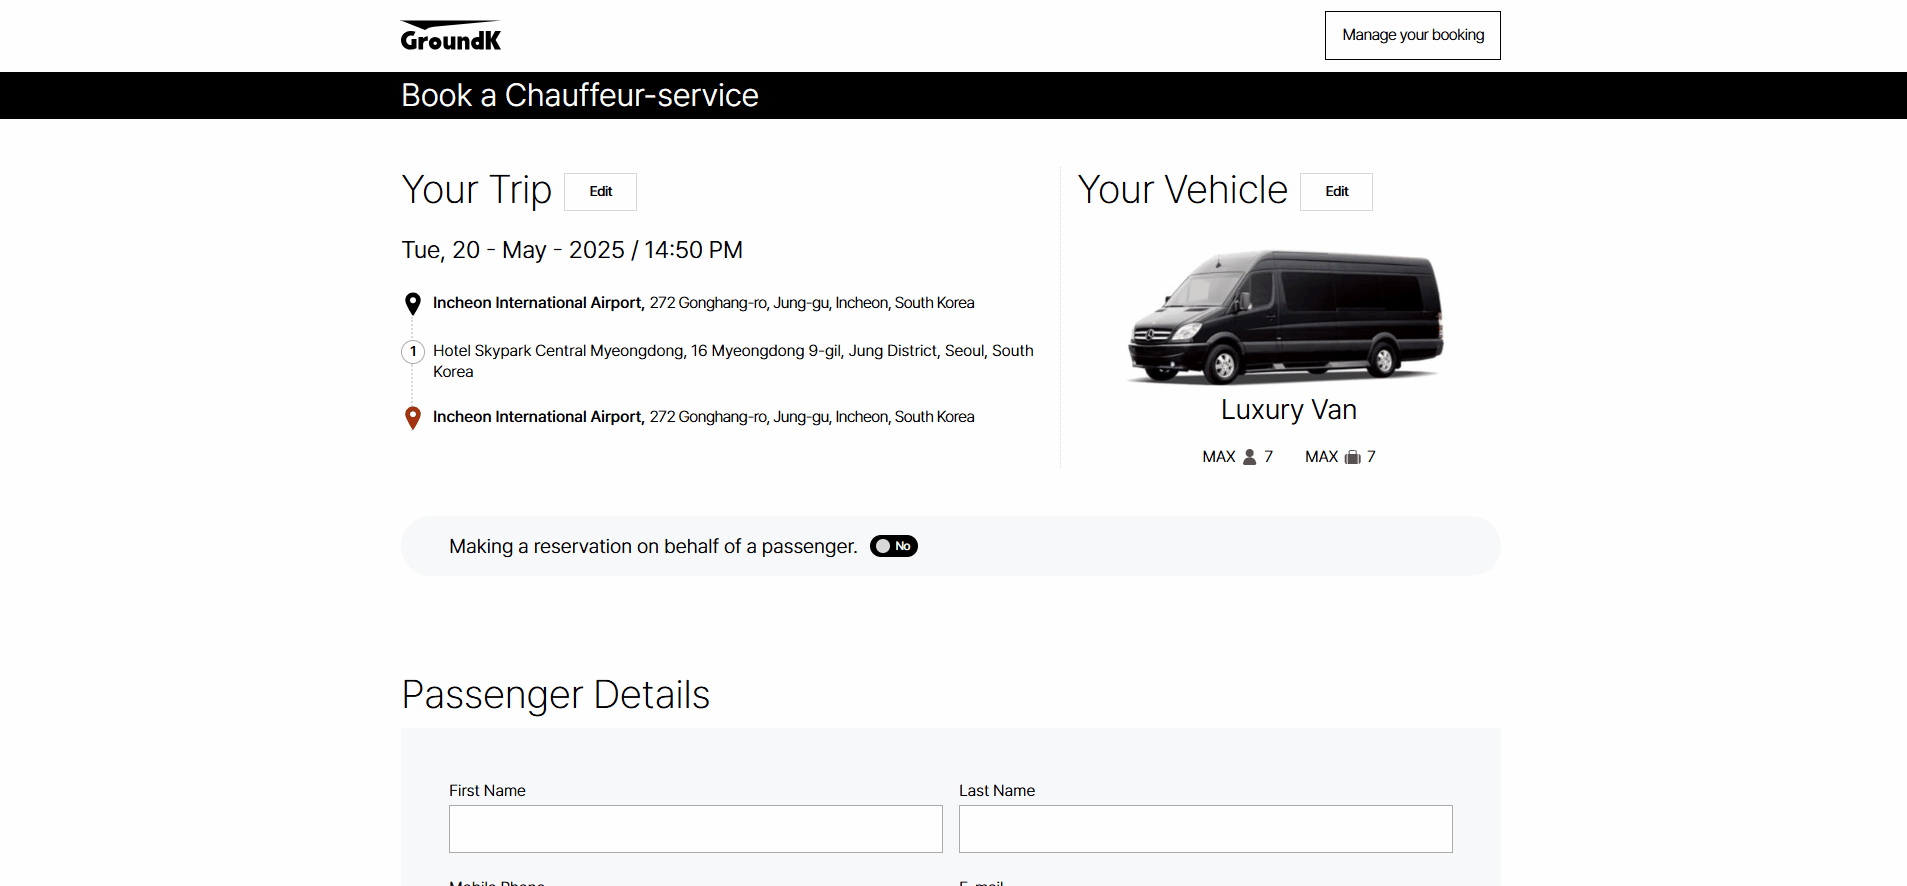 GroundK
Manage your booking
Book a Chauffeur-service
Your Trip
Edit
Tue, 20 - May - 2025 / 14:50 PM
Incheon International Airport, 272 Gonghang-ro, Jung-gu, Incheon, South Korea
1
Hotel Skypark Central Myeongdong, 16 Myeongdong 9-gil, Jung District, Seoul, South
Korea
Incheon International Airport, 272 Gonghang-ro, Jung-gu, Incheon, South Korea
Your Vehicle
Edit
Luxury Van
MAX 7 MAX 7
Making a reservation on behalf of a passenger. No
Passenger Details
First Name
Last Name
Mobile Phone
E-mail